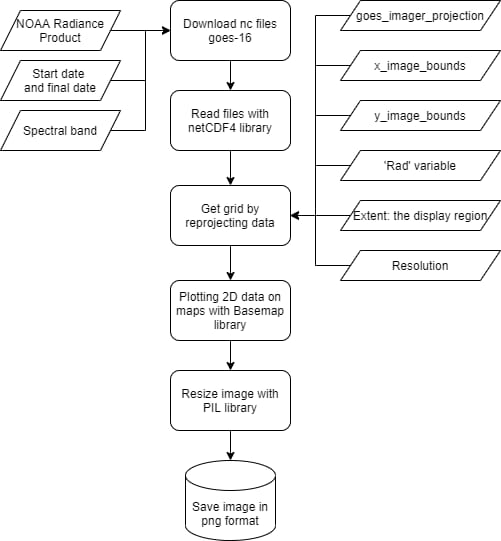 NOAA Radiance
Product
Start date
and final date
Spectral band
Download nc files
goes-16
Read files with
netCDF4 library
Get grid by
reprojecting data
Plotting 2D data on
maps with Basemap
library
Resize image with
PIL library
Save image in
png format
goes_imager_projection
x_image_bounds
y_image_bounds
'Rad' variable
Extent: the display region
Resolution